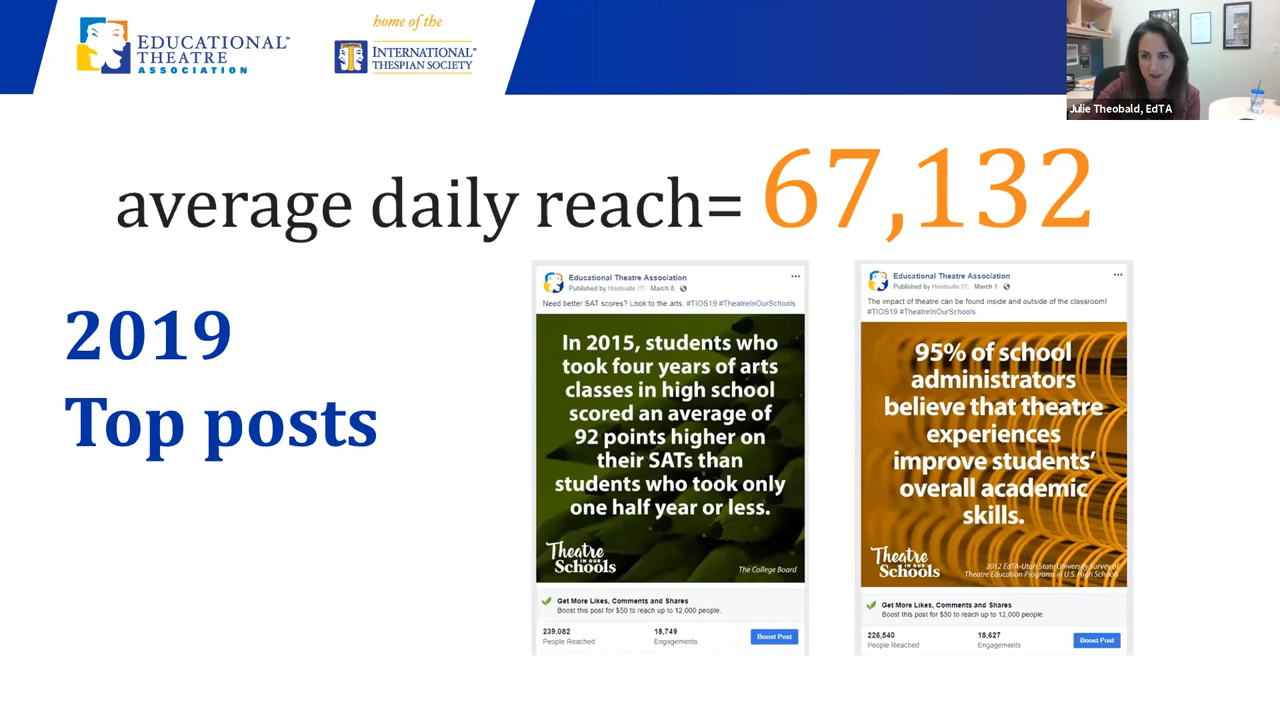 EDUCATIONAL
THEATRE
ASSOCIATION
home of the
INTERNATIONAL
THESPIAN SOCIETY
Julie Theobald, EdTA
average daily reach= 67,132
2019
Top posts
Educational Theatre Association
Published by Hootsuite [?] · March 6 ·
Need better SAT scores? Look to the arts. #TIOS19 #TheatreInOurSchools
In 2015, students who
took four years of arts
classes in high school
scored an average of
92 points higher on
their SATs than
students who took only
one half year or less.
Theatre
IN OUR
Schools
The College Board
Get More Likes, Comments and Shares
Boost this post for $50 to reach up to 12,000 people.
239,082
People Reached
18,749
Engagements
Boost Post
Educational Theatre Association
Published by Hootsuite [?] · March 1 ·
The impact of theatre can be found inside and outside of the classroom!
#TIOS19 #TheatreInOurSchools
95% of school
administrators
believe that theatre
experiences
improve students’
overall academic
skills.
Theatre
IN OUR
Schools
2012 EdTA-Utah State University Survey of
Theatre Education Programs in U.S. High Schools
Get More Likes, Comments and Shares
Boost this post for $50 to reach up to 12,000 people.
226,540
People Reached
18,627
Engagements
Boost Post